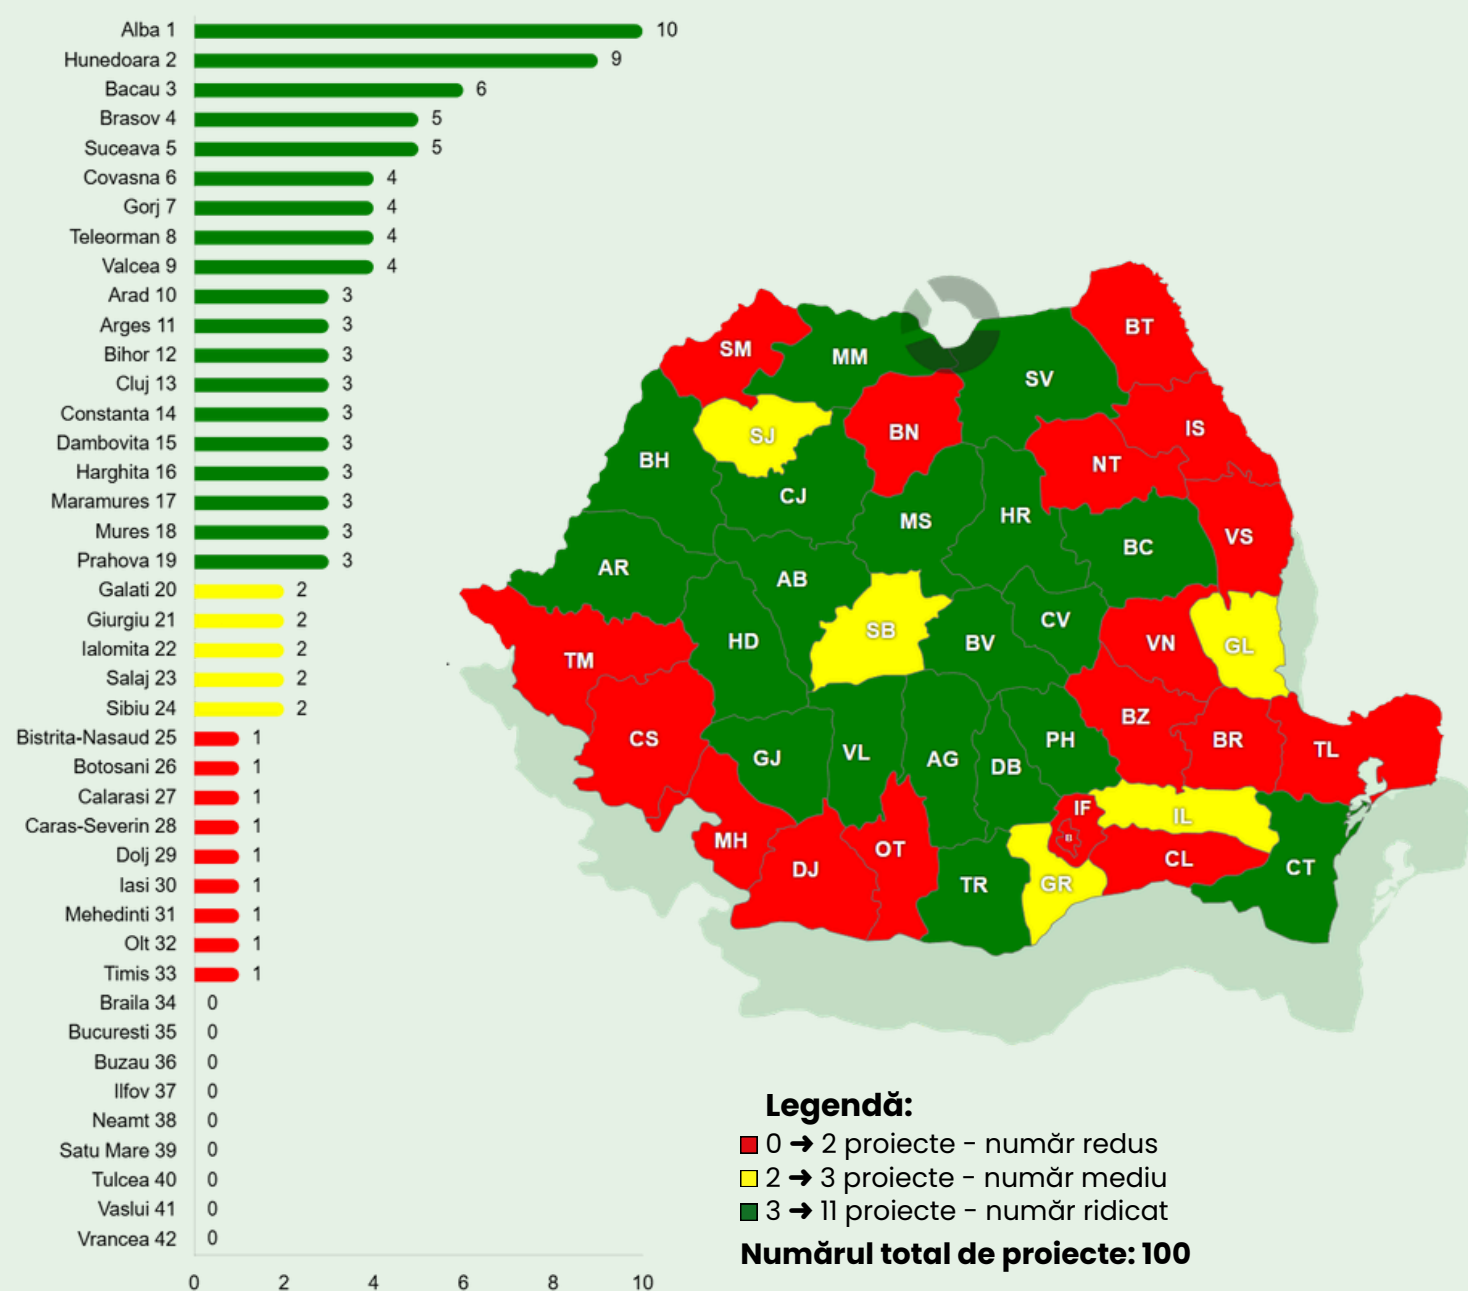 Alba 1 10
Hunedoara 2 9
Bacau 3 6
Brasov 4 5
Suceava 5 5
Covasna 6 4
Gorj 7 4
Teleorman 8 4
Valcea 9 4
Arad 10 3
Arges 11 3
Bihor 12 3
Cluj 13 3
Constanta 14 3
Dambovita 15 3
Harghita 16 3
Maramures 17 3
Mures 18 3
Prahova 19 3
Galati 20 2
Giurgiu 21 2
Ialomita 22 2
Salaj 23 2
Sibiu 24 2
Bistrita-Nasaud 25 1
Botosani 26 1
Calarasi 27 1
Caras-Severin 28 1
Dolj 29 1
Iasi 30 1
Mehedinti 31 1
Olt 32 1
Timis 33 1
Braila 34 0
Bucuresti 35 0
Buzau 36 0
Ilfov 37 0
Neamt 38 0
Satu Mare 39 0
Tulcea 40 0
Vaslui 41 0
Vrancea 42 0
0 2 4 6 8 10
BT
SM
MM
SV
IS
SJ
BN
BH
NT
CJ
HR
MS
VS
BC
AR
AB
CV
SB
HD
BV
VN
GL
TM
BZ
CS
PH
BR
TL
VL
GJ
AG
DB
IF
IL
B
MH
OT
CL
DJ
CT
TR
GR
Legendă:
0 ➜ 2 proiecte - număr redus
2 ➜ 3 proiecte - număr mediu
3 ➜ 11 proiecte - număr ridicat
Numărul total de proiecte: 100